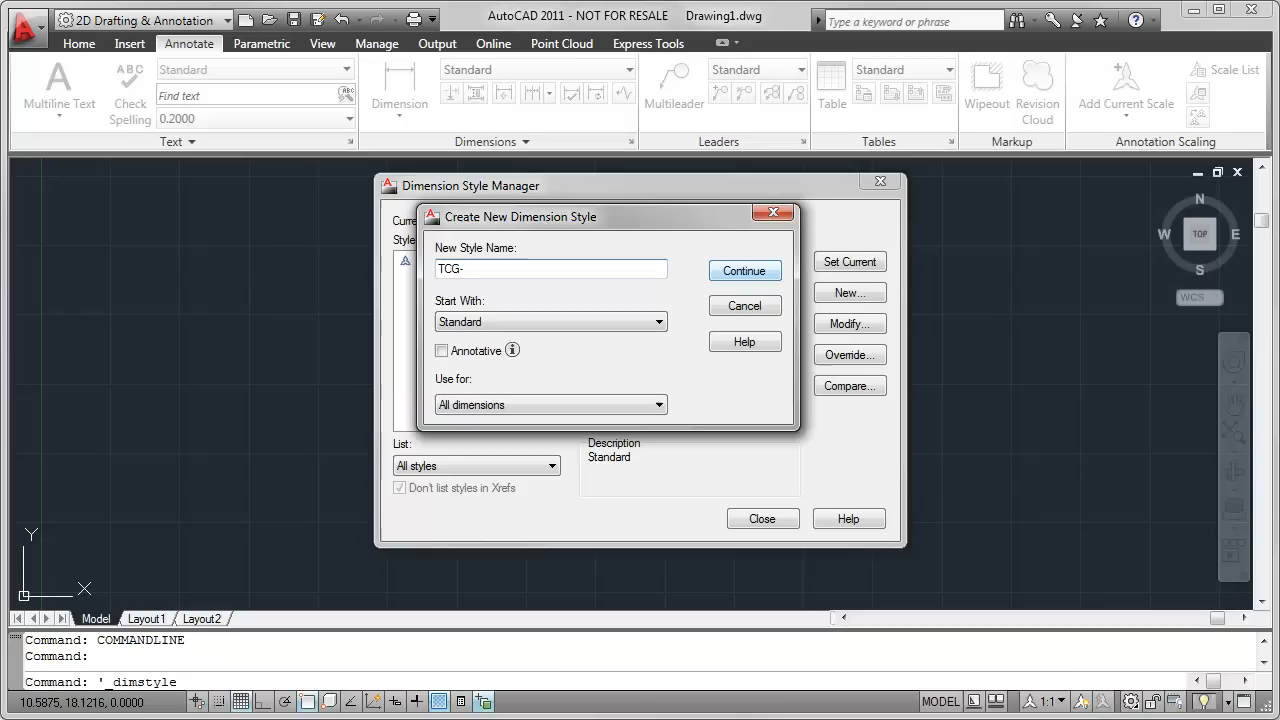 2D Drafting & Annotation
AutoCAD 2011 - NOT FOR RESALE Drawing1.dwg
Type a keyword or phrase
Home Insert Annotate Parametric View Manage Output Online Point Cloud Express Tools
Multiline Text
ABC
Check Spelling
Standard
Find text
ABC
0.2000
Text
Dimension
Standard
Dimensions
Multileader
Standard
Leaders
Table
Standard
Tables
Wipeout
Revision Cloud
Markup
Add Current Scale
Scale List
Annotation Scaling
Dimension Style Manager
Create New Dimension Style
New Style Name:
TCG-
Start With:
Standard
Annotative
Use for:
All dimensions
Continue
Cancel
Help
Set Current
New...
Modify...
Override...
Compare...
List:
All styles
Don't list styles in Xrefs
Description
Standard
Close
Help
N
W TOP E
S
WCS
Y
X
Model Layout1 Layout2
Command: COMMANDLINE
Command:
Command: '_dimstyle
10.5875, 18.1216, 0.0000
MODEL
1:1